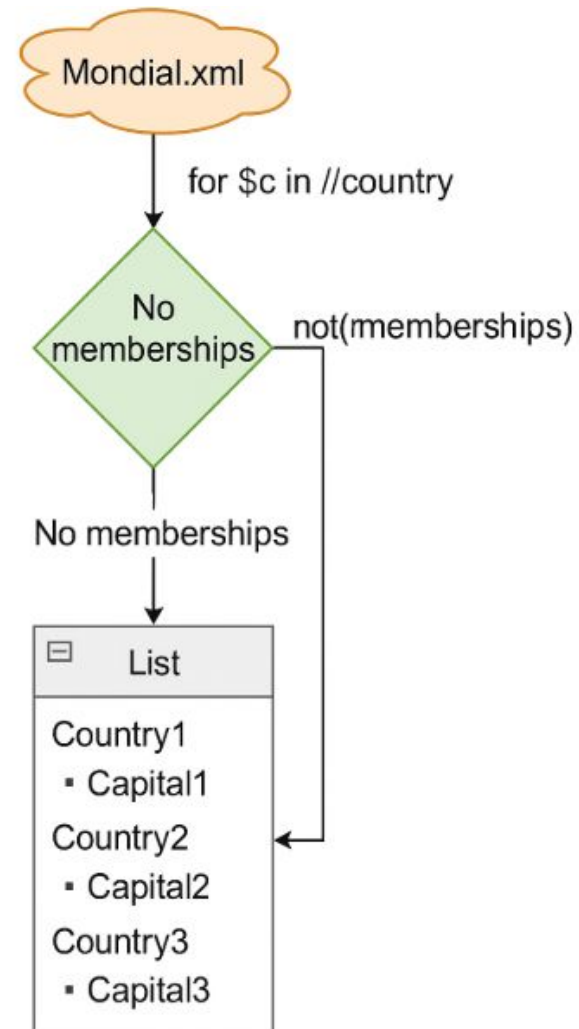 Mondial.xml
for $c in //country
No
memberships
not(rmemberships)
No memberships
List
Country1
▪ Capital1
Country2
▪ Capital2
Country3
▪ Capital3